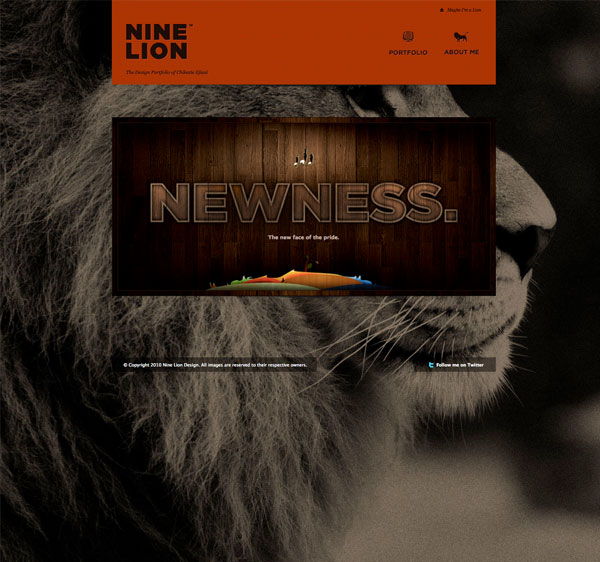 Maybe I'm a Lion
NINE™
LION
PORTFOLIO
ABOUT ME
The Design Portfolio of Chikezie Ejiasi
NEWNESS.
The new face of the pride.
© Copyright 2010 Nine Lion Design. All images are reserved to their respective owners.
Follow me on Twitter